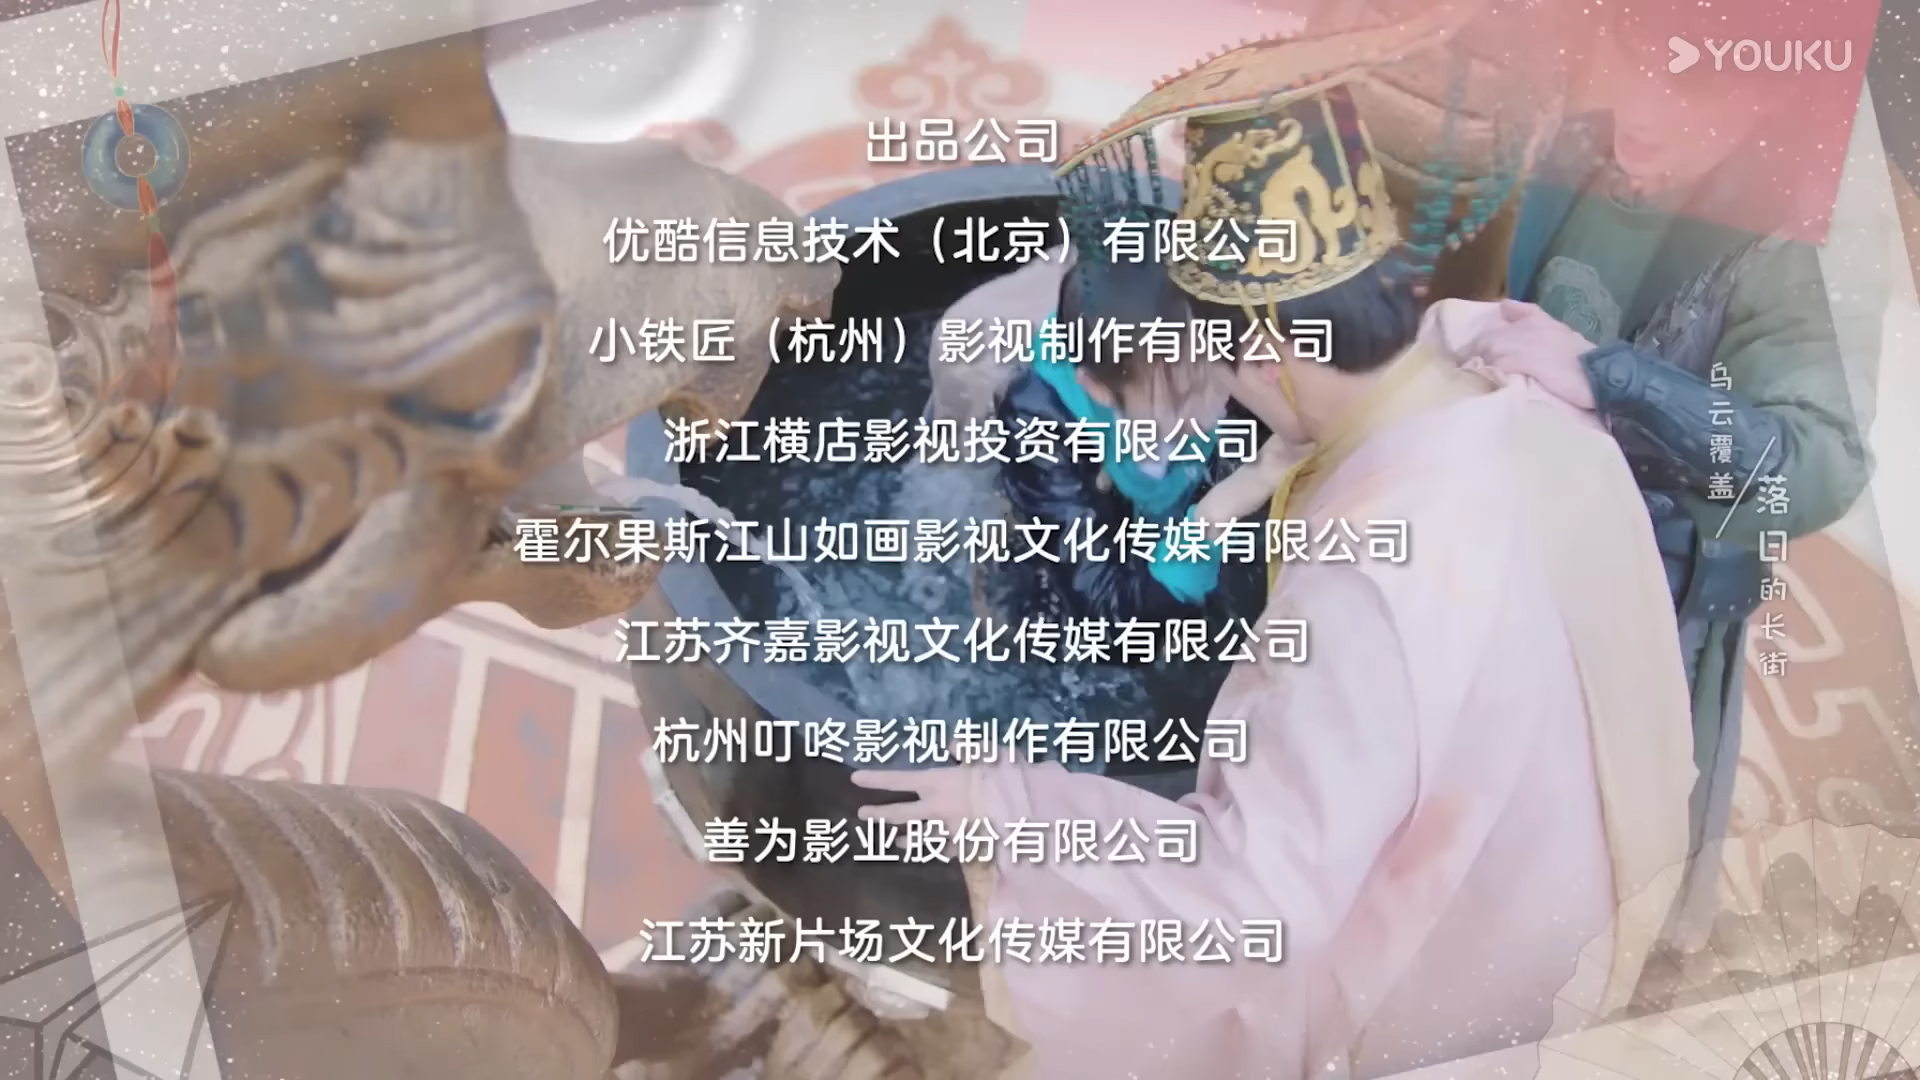 YOUKU
出品公司
优酷信息技术（北京）有限公司
小铁匠（杭州）影视制作有限公司
浙江横店影视投资有限公司
霍尔果斯江山如画影视文化传媒有限公司
江苏齐嘉影视文化传媒有限公司
杭州叮咚影视制作有限公司
善为影业股份有限公司
江苏新片场文化传媒有限公司
乌云覆盖
落日的长街